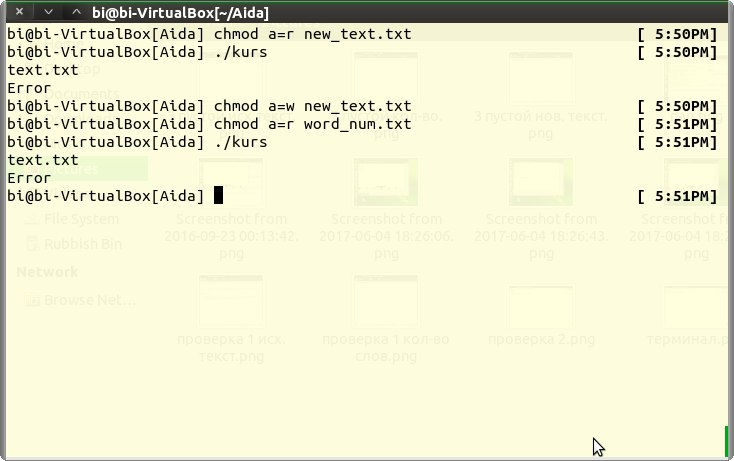 bi@bi-VirtualBox[~/Aida]
bi@bi-VirtualBox[Aida] chmod a=r new_text.txt [ 5:50PM]
bi@bi-VirtualBox[Aida] ./kurs [ 5:50PM]
text.txt
Error
bi@bi-VirtualBox[Aida] chmod a=w new_text.txt [ 5:50PM]
bi@bi-VirtualBox[Aida] chmod a=r word_num.txt [ 5:51PM]
bi@bi-VirtualBox[Aida] ./kurs [ 5:51PM]
text.txt
Error
bi@bi-VirtualBox[Aida] [ 5:51PM]
Documents
3 пустой нов. текст.
png
File System
Rubbish Bin
Network
Browse Net...
Screenshot from
2016-09-23 00:13:42.
png
Screenshot from
2017-06-04 18:26:06.
png
Screenshot from
2017-06-04 18:26:43.
png
Screenshot from
png
проверка 1 исх.
текст.png
проверка 1 кол-во
слов.png
проверка 2.png
терминал.p